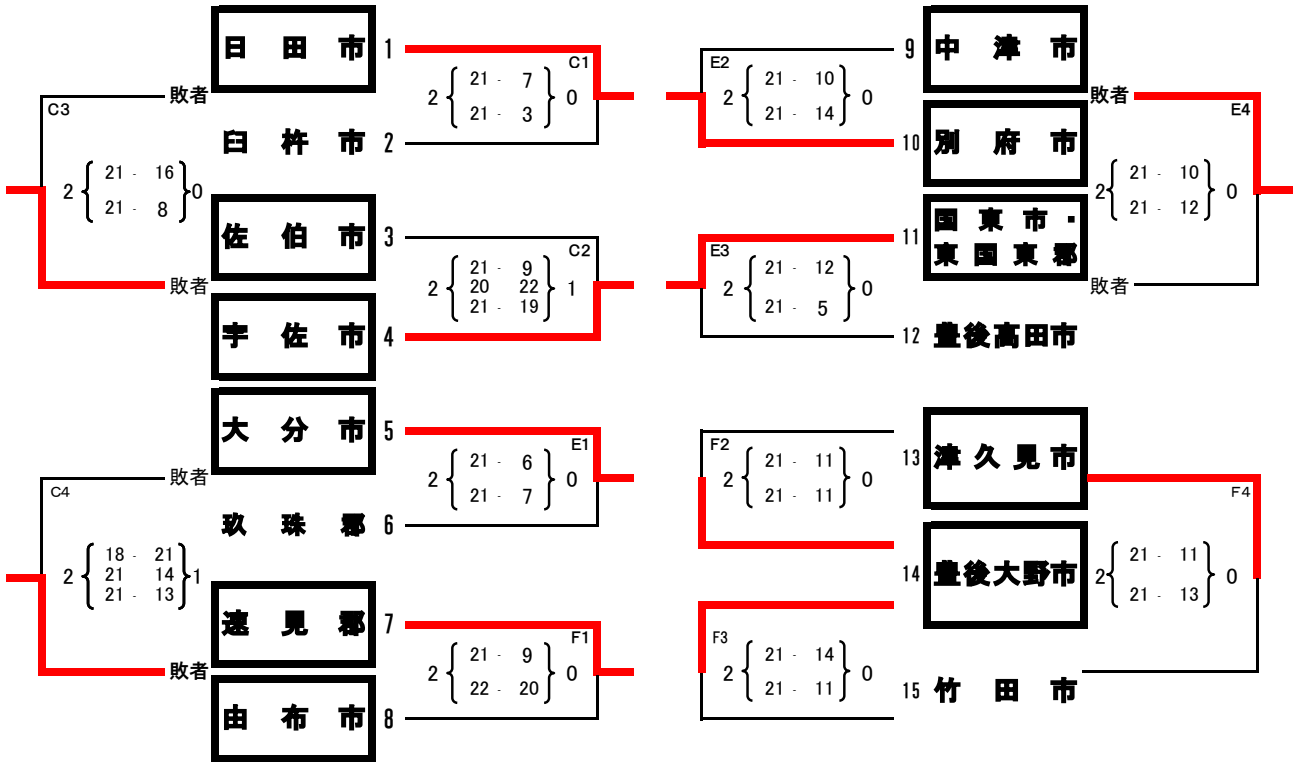 日 田 市 1
C1
2 21 - 7 0
21 - 3
敗者
C3
臼 杵 市 2
2 21 - 16 0
21 - 8
佐 伯 市 3
C2
21 - 9
2 20 22 1
21 - 19
敗者
宇 佐 市 4
大 分 市 5
E1
2 21 - 6 0
21 - 7
敗者
C4
玖 珠 郡 6
18 - 21
2 21 14 1
21 - 13
速 見 郡 7
F1
2 21 - 9 0
22 - 20
敗者
由 布 市 8
9 中 津 市
E2
2 21 - 10 0
21 - 14
敗者
E4
10 別 府 市
2 21 - 10 0
21 - 12
11 国 東 市 ・
東 国 東 郡
E3
2 21 - 12 0
21 - 5
敗者
12 豊後高田市
13 津 久 見 市
F2
2 21 - 11 0
21 - 11
F4
14 豊後大野市
2 21 - 11 0
21 - 13
F3
2 21 - 14 0
21 - 11
15 竹 田 市